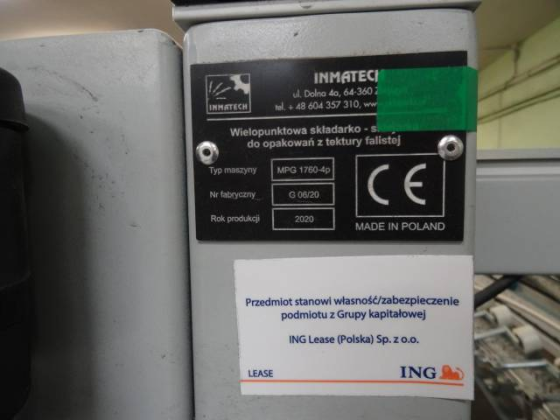 INMATECH
INMATECH
ul. Dolna 4a, 64-360
tel. + 48 604 357 310,
Wielopunktowa składarko -
do opakowań z tektury falistej
Typ maszyny MPG 1760-4p
Nr fabryczny G 06/20
Rok produkcji 2020
CE
MADE IN POLAND
Przedmiot stanowi własność/zabezpieczenie
podmiotu z Grupy kapitałowej
ING Lease (Polska) Sp. z o.o.
LEASE
ING